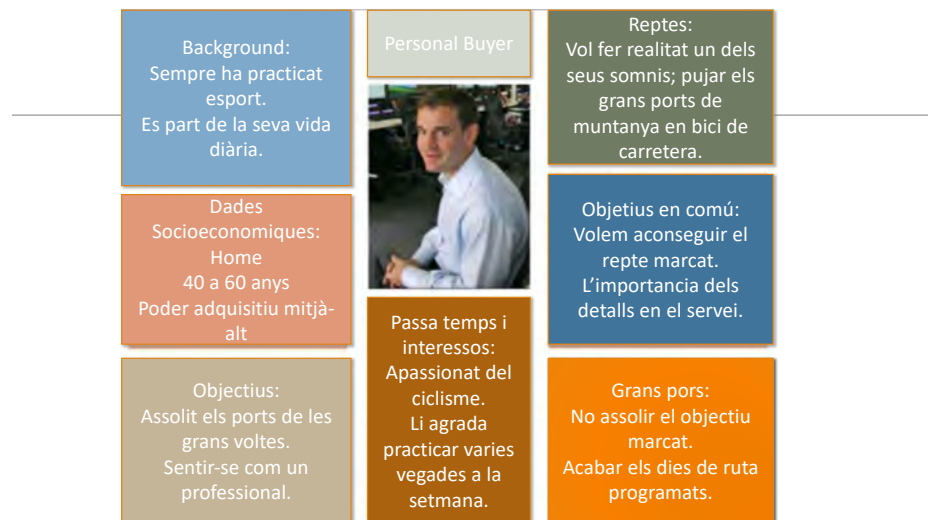 Background:
Sempre ha practicat
esport.
Es part de la seva vida
diària.
Dades
Socioeconomiques:
Home
40 a 60 anys
Poder adquisitiu mitjà-
alt
Objectius:
Assolit els ports de les
grans voltes.
Sentir-se com un
professional.
Personal Buyer
Passa temps i
interessos:
Apassionat del
ciclisme.
Li agrada
practicar varies
vegades a la
setmana.
Reptes:
Vol fer realitat un dels
seus somnis; pujar els
grans ports de
muntanya en bici de
carretera.
Objetius en comú:
Volem aconseguir el
repte marcat.
L’importancia dels
detalls en el servei.
Grans pors:
No assolir el objectiu
marcat.
Acabar els dies de ruta
programats.